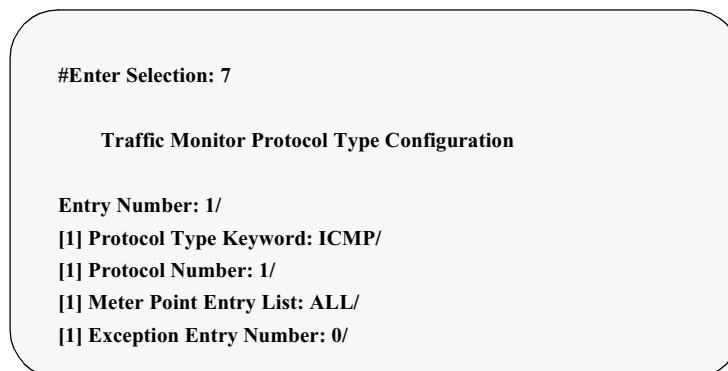 #Enter Selection: 7
Traffic Monitor Protocol Type Configuration
Entry Number: 1/
[1] Protocol Type Keyword: ICMP/
[1] Protocol Number: 1/
[1] Meter Point Entry List: ALL/
[1] Exception Entry Number: 0/